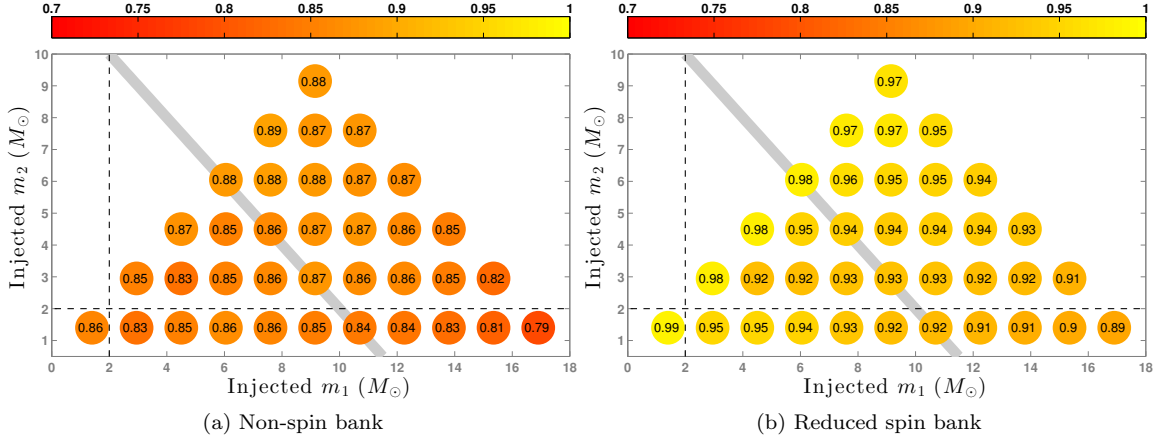 0.7 0.75 0.8 0.85 0.9 0.95 1
10
9
8
7
6
5
4
3
2
1
Injected m2 (M⊙)
0.88
0.89 0.87 0.87
0.88 0.88 0.88 0.87 0.87
0.87 0.85 0.86 0.87 0.87 0.86 0.85
0.85 0.83 0.85 0.86 0.87 0.86 0.86 0.85 0.82
0.86 0.83 0.85 0.86 0.86 0.85 0.84 0.84 0.83 0.81 0.79
0 2 4 6 8 10 12 14 16 18
Injected m1 (M⊙)
(a) Non-spin bank
0.7 0.75 0.8 0.85 0.9 0.95 1
10
9
8
7
6
5
4
3
2
1
Injected m2 (M⊙)
0.97
0.97 0.97 0.95
0.98 0.96 0.95 0.95 0.94
0.98 0.95 0.94 0.94 0.94 0.94 0.93
0.98 0.92 0.92 0.93 0.93 0.93 0.92 0.92 0.91
0.99 0.95 0.95 0.94 0.93 0.92 0.92 0.91 0.91 0.9 0.89
0 2 4 6 8 10 12 14 16 18
Injected m1 (M⊙)
(b) Reduced spin bank